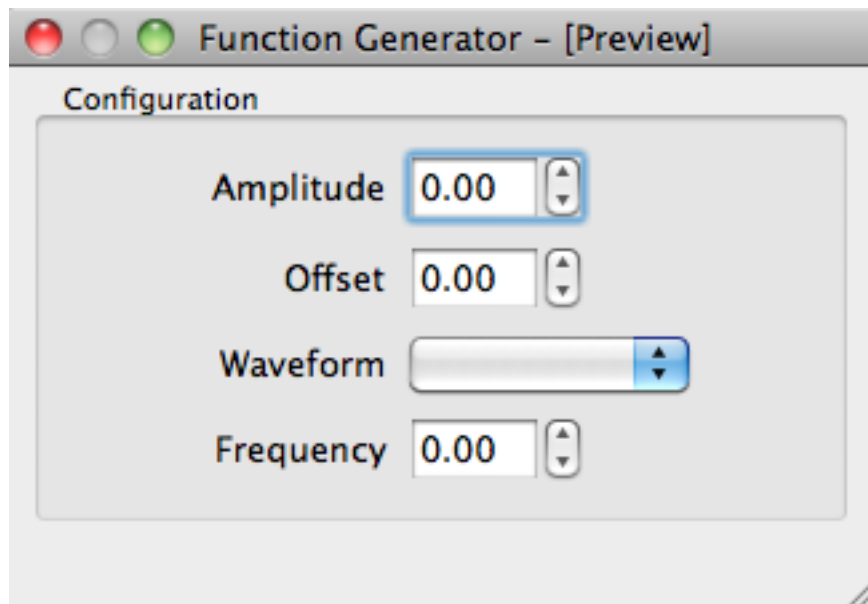 Function Generator – [Preview]
Configuration
Amplitude 0.00
Offset 0.00
Waveform
Frequency 0.00